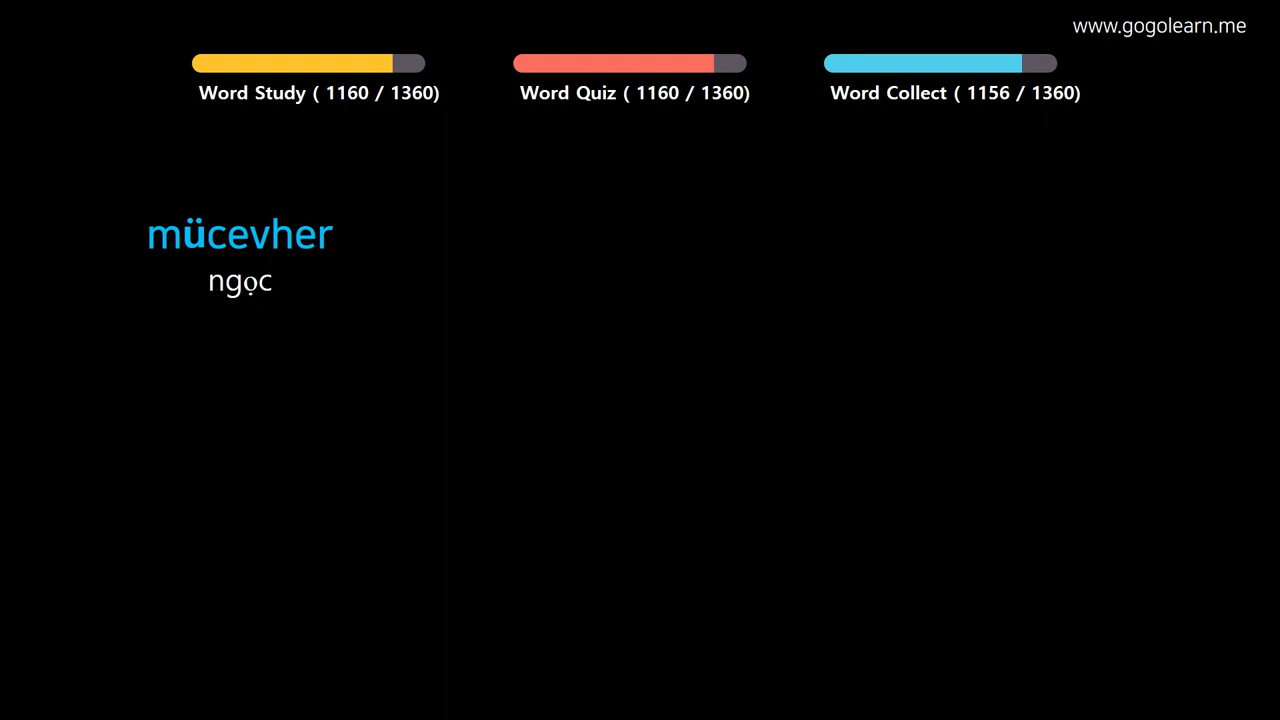 www.gogolearn.me
Word Study ( 1160 / 1360)
Word Quiz ( 1160 / 1360)
Word Collect ( 1156 / 1360)
mücevher
ngọc